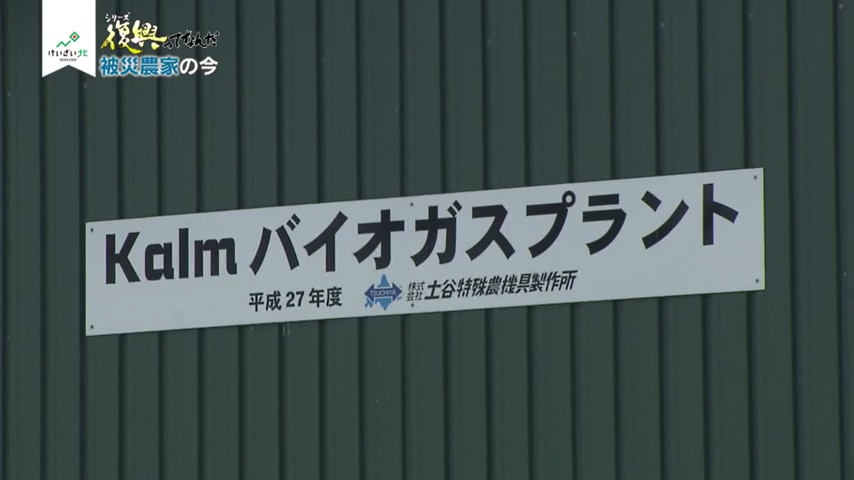 けいざいナビ
シリーズ
復興ってなんだ
被災農家の今
Kalm バイオガスプラント
平成27年度
TSUCHIYA
株式会社 土谷特殊農機具製作所